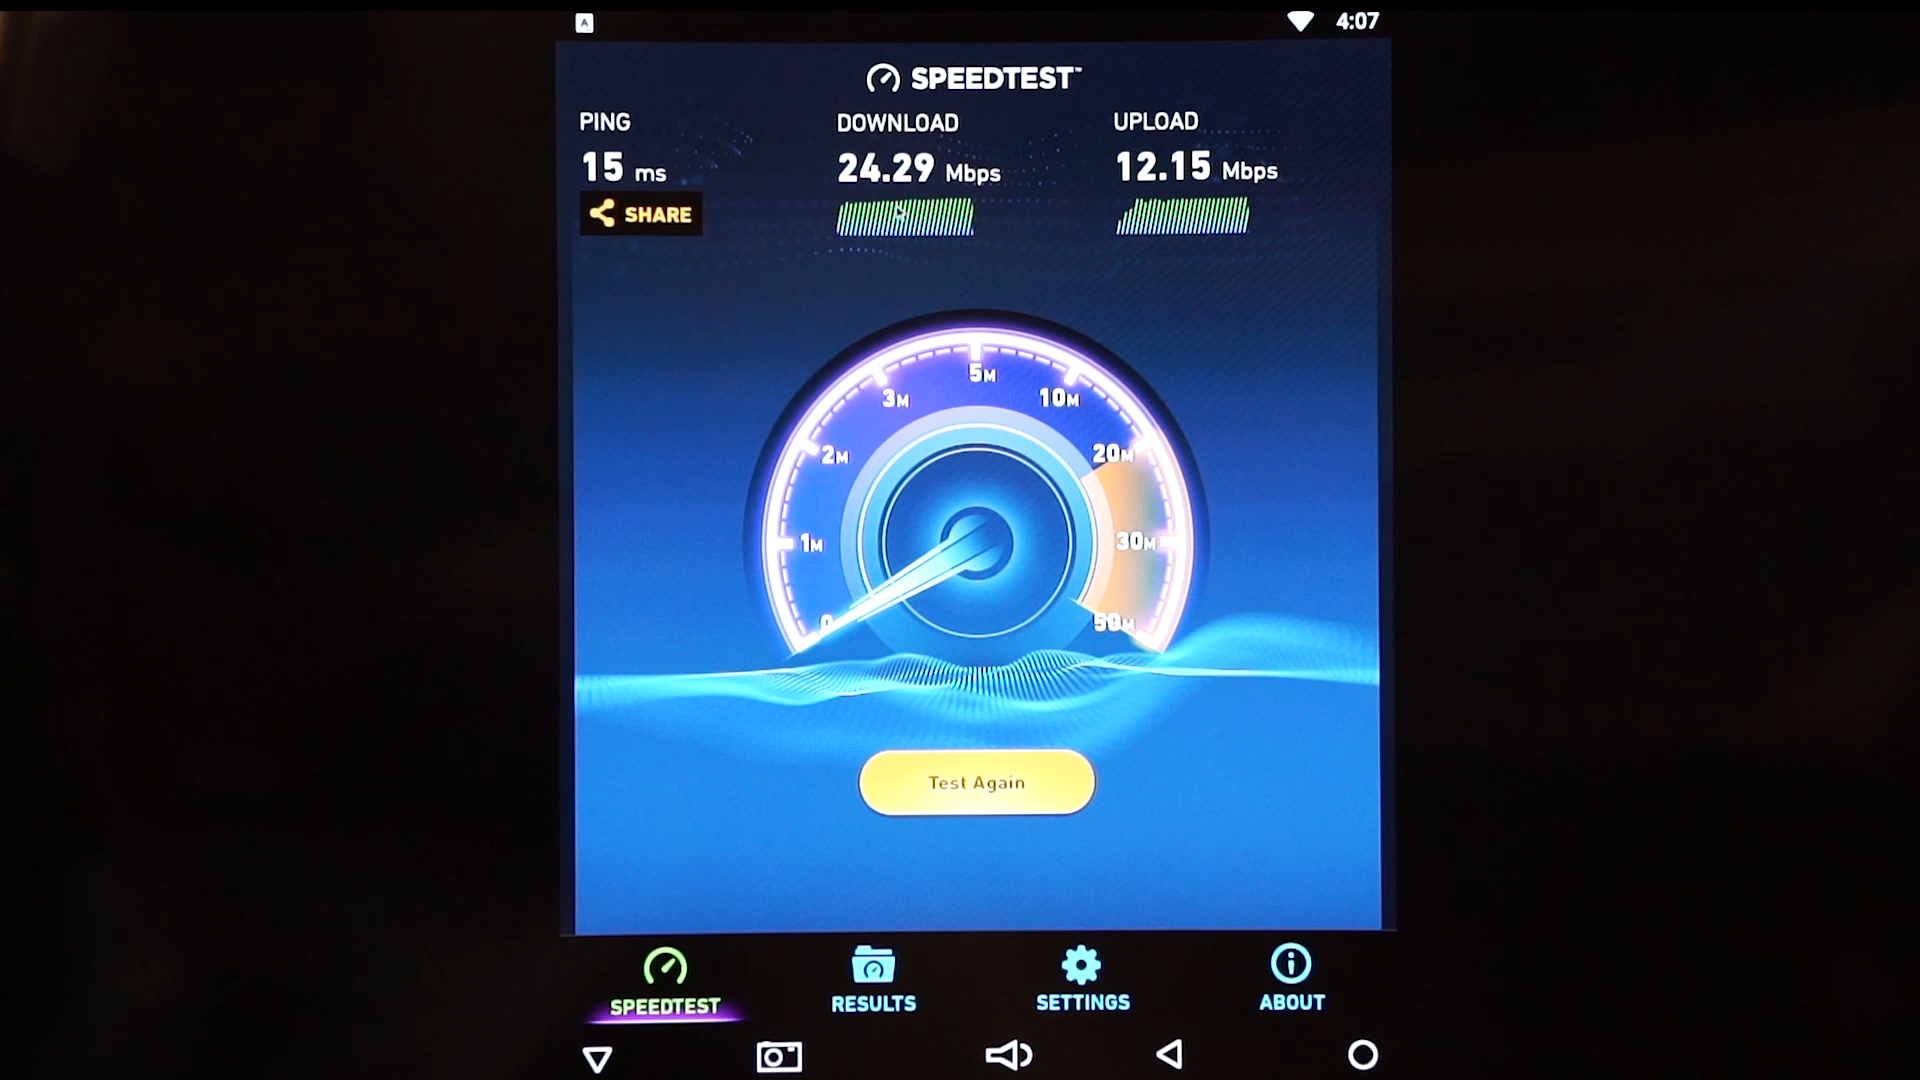 A
4:07
SPEEDTEST™
PING
DOWNLOAD
UPLOAD
15 ms
24.29 Mbps
12.15 Mbps
SHARE
5M
3M
10M
2M
20M
1M
30M
0
50M
Test Again
SPEEDTEST
RESULTS
SETTINGS
ABOUT